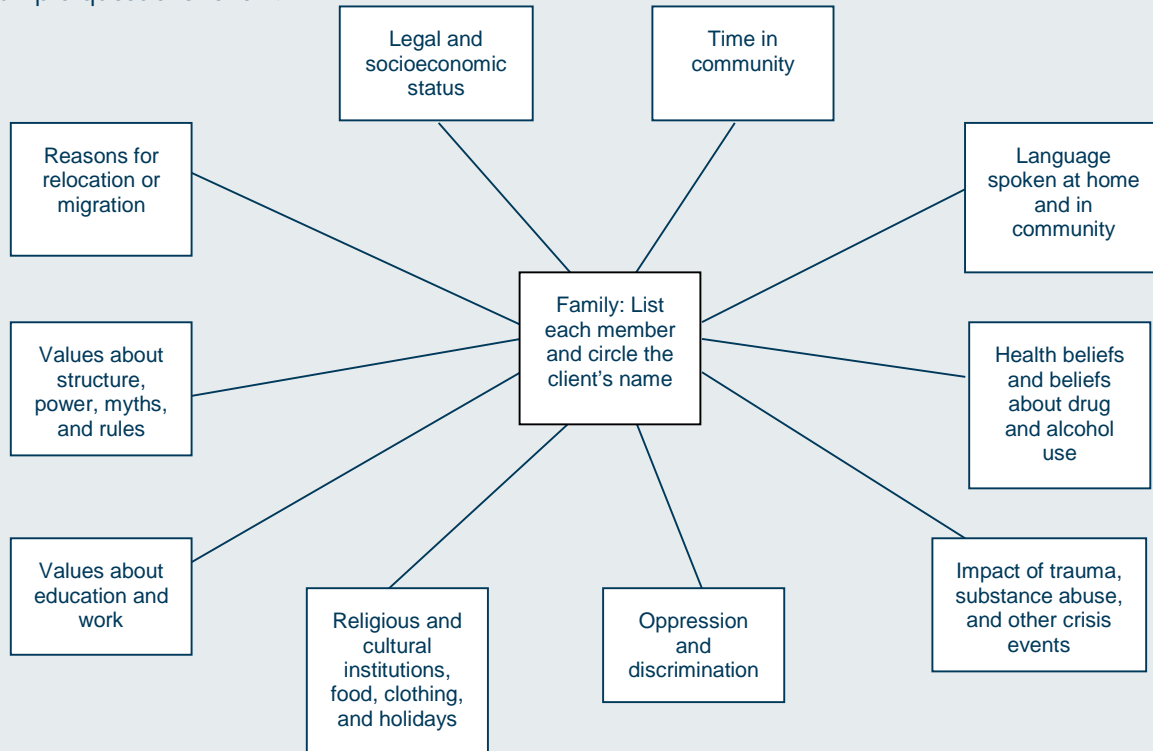 Legal and
socioeconomic
status
Time in
community
Reasons for
relocation or
migration
Language
spoken at home
and in
community
Family: List
each member
and circle the
client's name
Values about
structure,
power, myths,
and rules
Health beliefs
and beliefs
about drug
and alcohol
use
Values about
education and
work
Religious and
cultural
institutions,
food, clothing,
and holidays
Oppression
and
discrimination
Impact of trauma,
substance abuse,
and other crisis
events